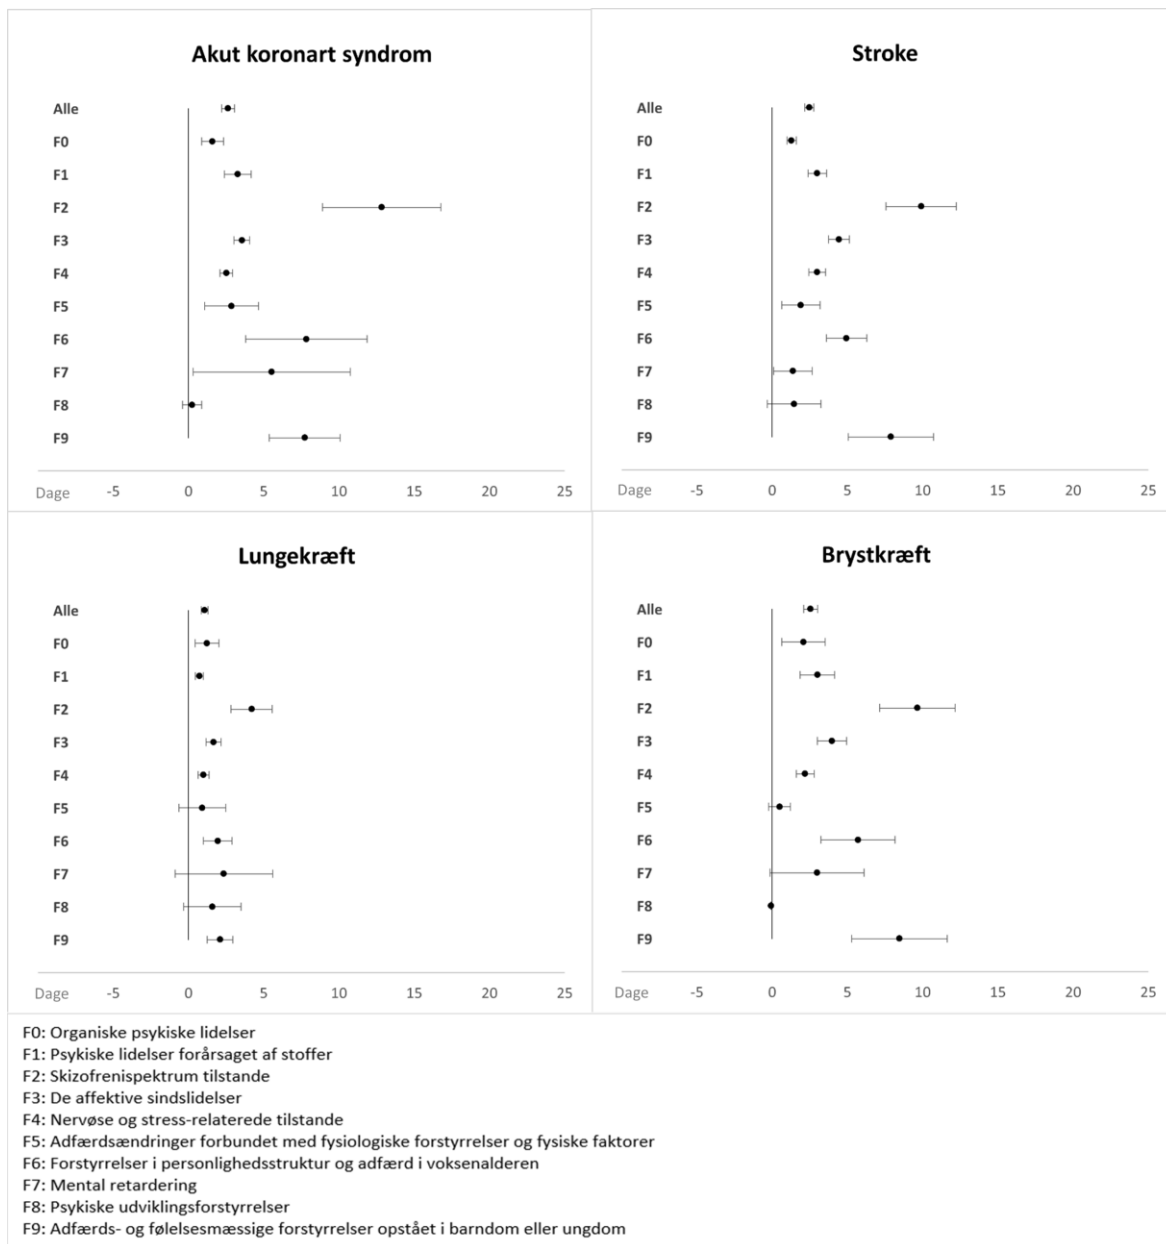 Akut koronart syndrom
Alle
F0
F1
F2
F3
F4
F5
F6
F7
F8
F9
Dage -5 0 5 10 15 20 25
Stroke
Alle
F0
F1
F2
F3
F4
F5
F6
F7
F8
F9
Dage -5 0 5 10 15 20 25
Lungekræft
Alle
F0
F1
F2
F3
F4
F5
F6
F7
F8
F9
Dage -5 0 5 10 15 20 25
Brystkræft
Alle
F0
F1
F2
F3
F4
F5
F6
F7
F8
F9
Dage -5 0 5 10 15 20 25
F0: Organiske psykiske lidelser
F1: Psykiske lidelser forårsaget af stoffer
F2: Skizofrenispektrum tilstande
F3: De affektive sindslidelser
F4: Nervøse og stress-relaterede tilstande
F5: Adfærdsændringer forbundet med fysiologiske forstyrrelser og fysiske faktorer
F6: Forstyrrelser i personlighedsstruktur og adfærd i voksenalderen
F7: Mental retardering
F8: Psykiske udviklingsforstyrrelser
F9: Adfærds- og følelsesmæssige forstyrrelser opstået i barndom eller ungdom